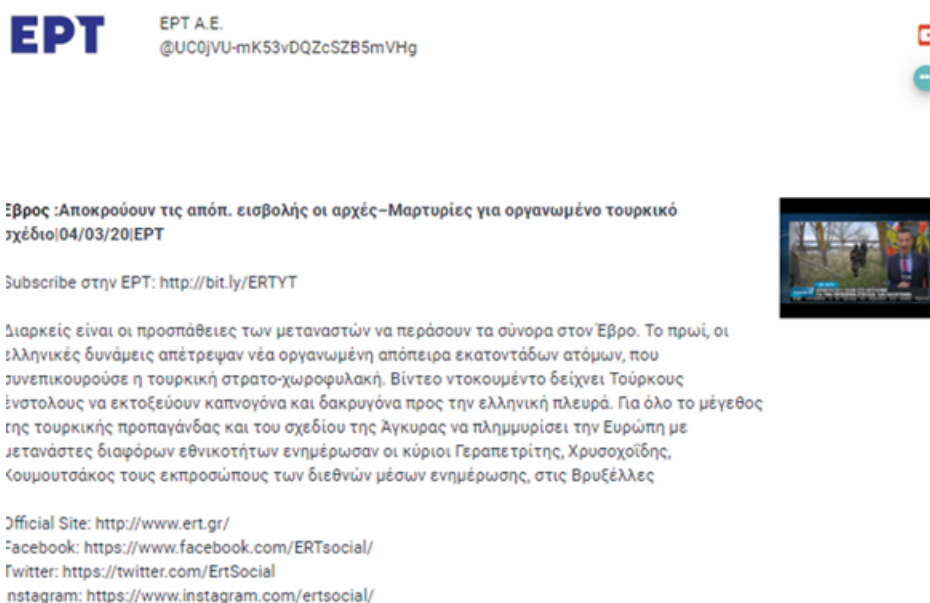 ΕΡΤ
ΕΡΤ Α.Ε.
@UC0jVU-mK53vDQZcSZB5mVHg
Έβρος :Αποκρούουν τις απόπ. εισβολής οι αρχές–Μαρτυρίες για οργανωμένο τουρκικό
σχέδιο|04/03/20|ΕΡΤ
Subscribe στην ΕΡΤ: http://bit.ly/ERTYT
Διαρκείς είναι οι προσπάθειες των μεταναστών να περάσουν τα σύνορα στον Έβρο. Το πρωί, οι
ελληνικές δυνάμεις απέτρεψαν νέα οργανωμένη απόπειρα εκατοντάδων ατόμων, που
συνεπικουρούσε η τουρκική στρατο-χωροφυλακή. Βίντεο ντοκουμέντο δείχνει Τούρκους
ένστολους να εκτοξεύουν καπνογόνα και δακρυγόνα προς την ελληνική πλευρά. Για όλο το μέγεθος
της τουρκικής προπαγάνδας και του σχεδίου της Άγκυρας να πλημμυρίσει την Ευρώπη με
μετανάστες διαφόρων εθνικοτήτων ενημέρωσαν οι κύριοι Γεραπετρίτης, Χρυσοχοΐδης,
Κουμουτσάκος τους εκπροσώπους των διεθνών μέσων ενημέρωσης, στις Βρυξέλλες
Official Site: http://www.ert.gr/
Facebook: https://www.facebook.com/ERTsocial/
Twitter: https://twitter.com/ErtSocial
Instagram: https://www.instagram.com/ertsocial/